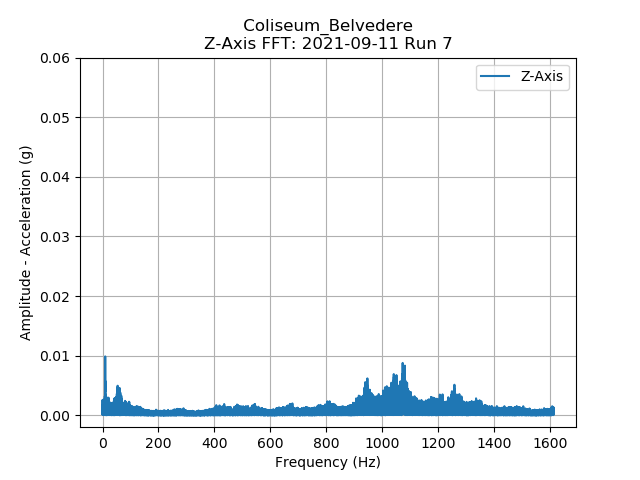 Coliseum_Belvedere
Z-Axis FFT: 2021-09-11 Run 7
Z-Axis
0.06
0.05
0.04
0.03
0.02
0.01
0.00
Amplitude - Acceleration (g)
0 200 400 600 800 1000 1200 1400 1600
Frequency (Hz)